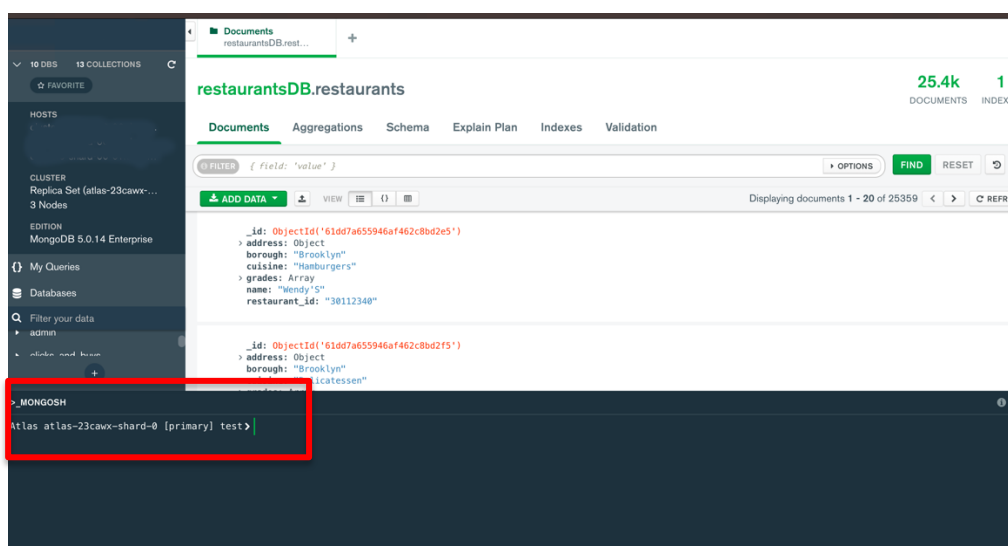 Documents
restaurantsDB.rest...
10 DBS 13 COLLECTIONS
☆ FAVORITE
HOSTS
CLUSTER
Replica Set (atlas-23cawx-...
3 Nodes
EDITION
MongoDB 5.0.14 Enterprise
{} My Queries
Databases
Filter your data
admin
clicks_and_buys
+
restaurantsDB.restaurants
25.4k
DOCUMENTS
1
INDEX
Documents Aggregations Schema Explain Plan Indexes Validation
FILTER { field: 'value' }
OPTIONS FIND RESET
ADD DATA VIEW {}
Displaying documents 1 - 20 of 25359 < > REFR
_id: ObjectId('61dd7a655946af462c8bd2e5')
> address: Object
borough: "Brooklyn"
cuisine: "Hamburgers"
> grades: Array
name: "Wendy'S"
restaurant_id: "30112340"
_id: ObjectId('61dd7a655946af462c8bd2f5')
> address: Object
borough: "Brooklyn"
licatessen"
>_MONGOSH
Atlas atlas-23cawx-shard-0 [primary] test>